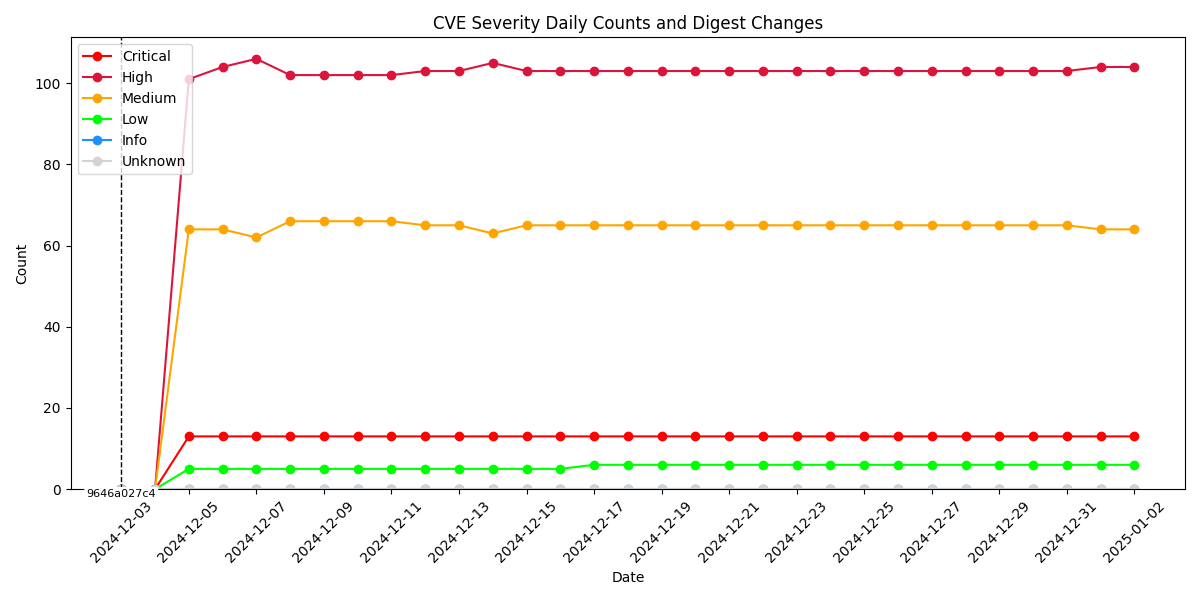 CVE Severity Daily Counts and Digest Changes
Critical
High
Medium
Low
Info
Unknown
Count
100
80
60
40
20
0
9646a027c4
2024-12-03
2024-12-05
2024-12-07
2024-12-09
2024-12-11
2024-12-13
2024-12-15
2024-12-17
2024-12-19
2024-12-21
2024-12-23
2024-12-25
2024-12-27
2024-12-29
2024-12-31
2025-01-02
Date